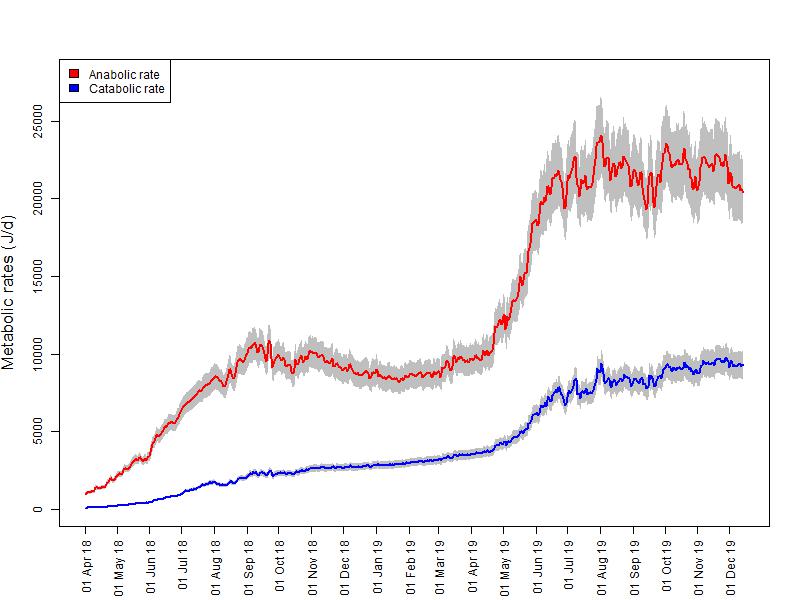 Anabolic rate
Catabolic rate
Metabolic rates (J/d)
25000
20000
15000
10000
5000
0
01 Apr 18
01 May 18
01 Jun 18
01 Jul 18
01 Aug 18
01 Sep 18
01 Oct 18
01 Nov 18
01 Dec 18
01 Jan 19
01 Feb 19
01 Mar 19
01 Apr 19
01 May 19
01 Jun 19
01 Jul 19
01 Aug 19
01 Sep 19
01 Oct 19
01 Nov 19
01 Dec 19